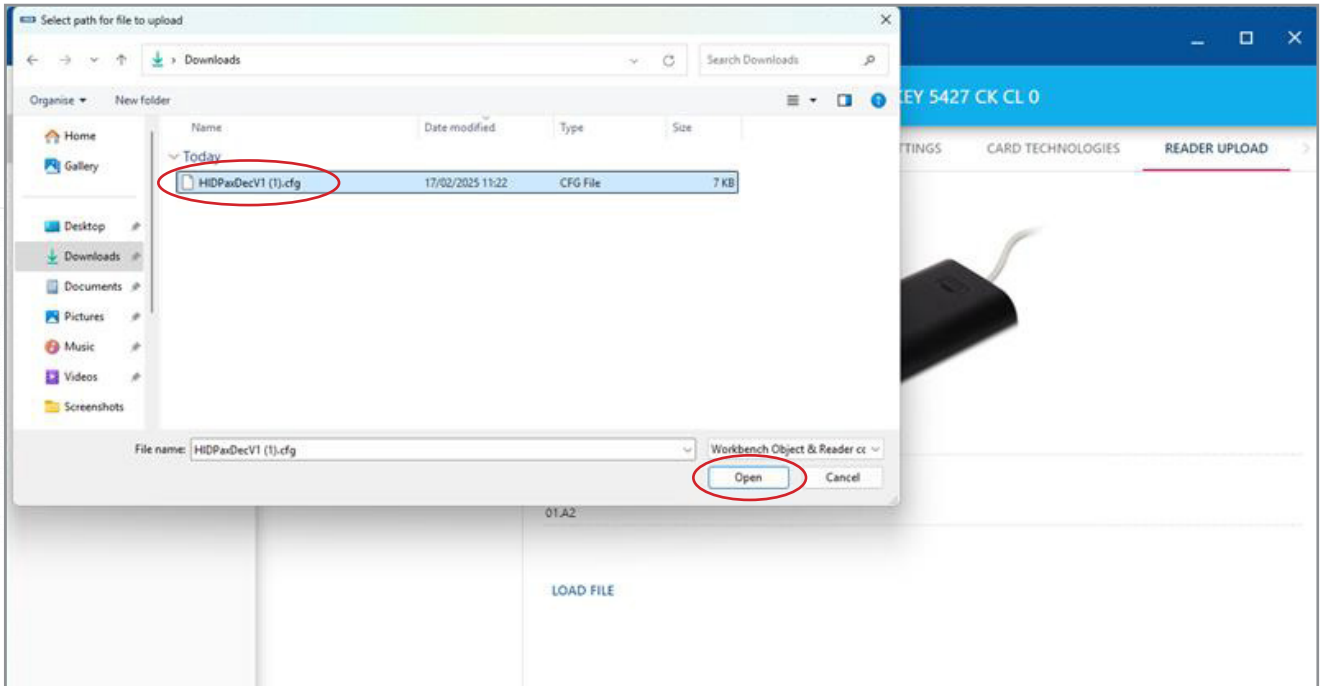 Select path for file to upload
Downloads
Search Downloads
Organise
New folder
KEY 5427 CK CL 0
Home
Gallery
Desktop
Downloads
Documents
Pictures
Music
Videos
Screenshots
Name
Date modified
Type
Size
Today
HIDPaxDecV1 (1).cfg
17/02/2025 11:22
CFG File
7 KB
TTINGS
CARD TECHNOLOGIES
READER UPLOAD
File name:
HIDPaxDecV1 (1).cfg
Workbench Object & Reader cc
Open
Cancel
01.A2
LOAD FILE